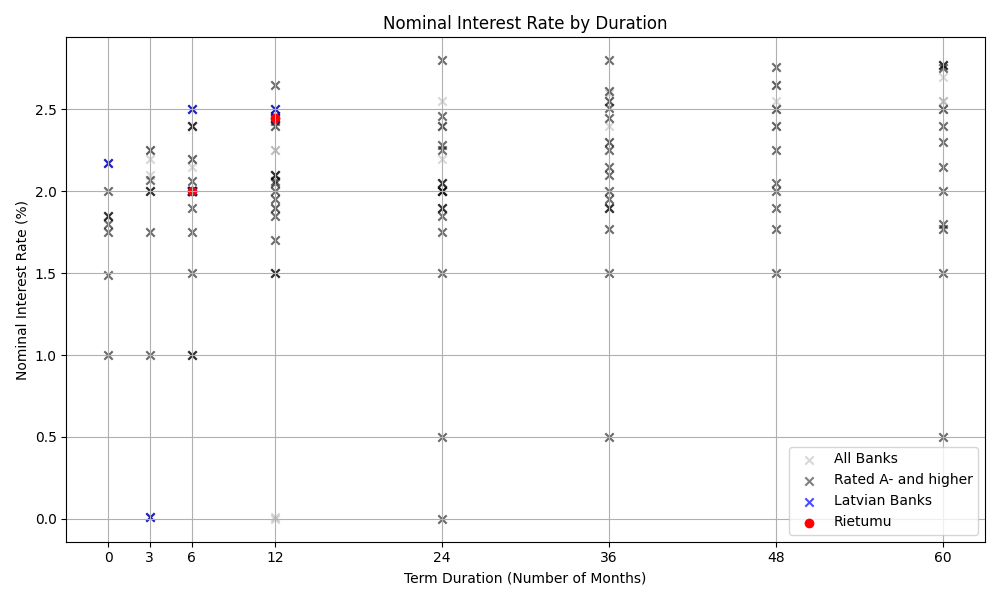 Nominal Interest Rate by Duration
Nominal Interest Rate (%)
2.5
2.0
1.5
1.0
0.5
0.0
0 3 6 12 24 36 48 60
Term Duration (Number of Months)
All Banks
Rated A- and higher
Latvian Banks
Rietumu